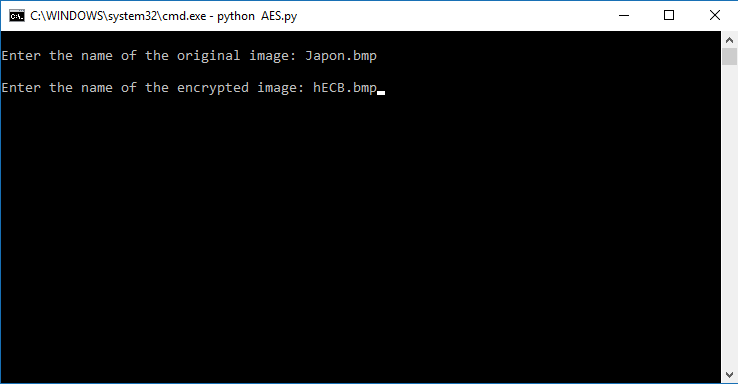 C:\WINDOWS\system32\cmd.exe - python  AES.py
Enter the name of the original image: Japon.bmp
Enter the name of the encrypted image: hECB.bmp